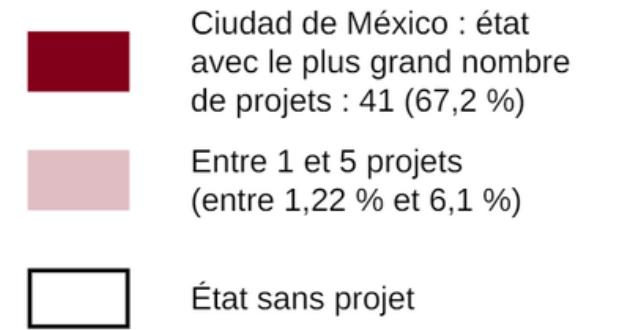 Ciudad de México : état
avec le plus grand nombre
de projets : 41 (67,2 %)
Entre 1 et 5 projets
(entre 1,22 % et 6,1 %)
État sans projet